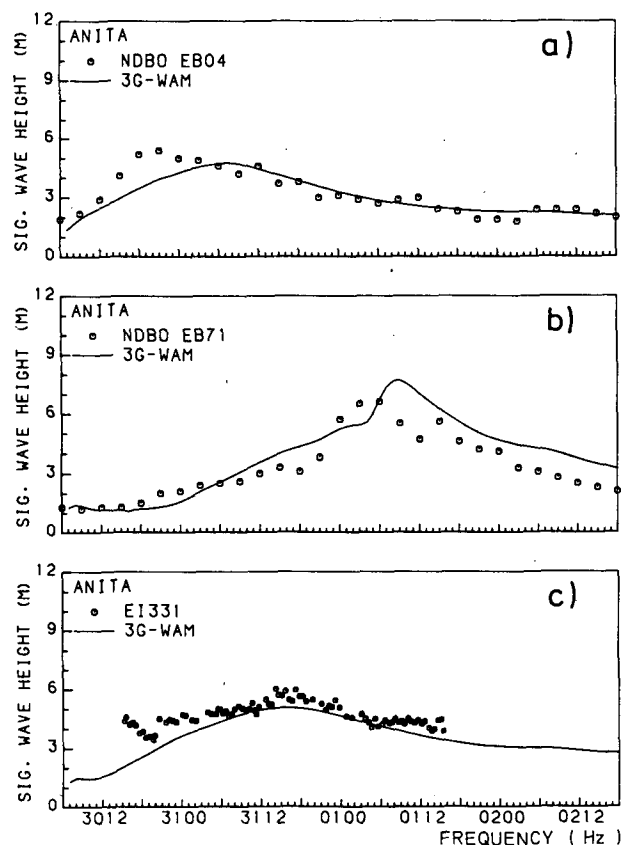 SIG. WAVE HEIGHT (M)
12
9
6
3
0
ANITA
NDBO EB04
3G-WAM
a)
SIG. WAVE HEIGHT (M)
12
9
6
3
0
ANITA
NDBO EB71
3G-WAM
b)
SIG. WAVE HEIGHT (M)
12
9
6
3
0
ANITA
EI331
3G-WAM
c)
3012 3100 3112 0100 0112 0200 0212
FREQUENCY (Hz)